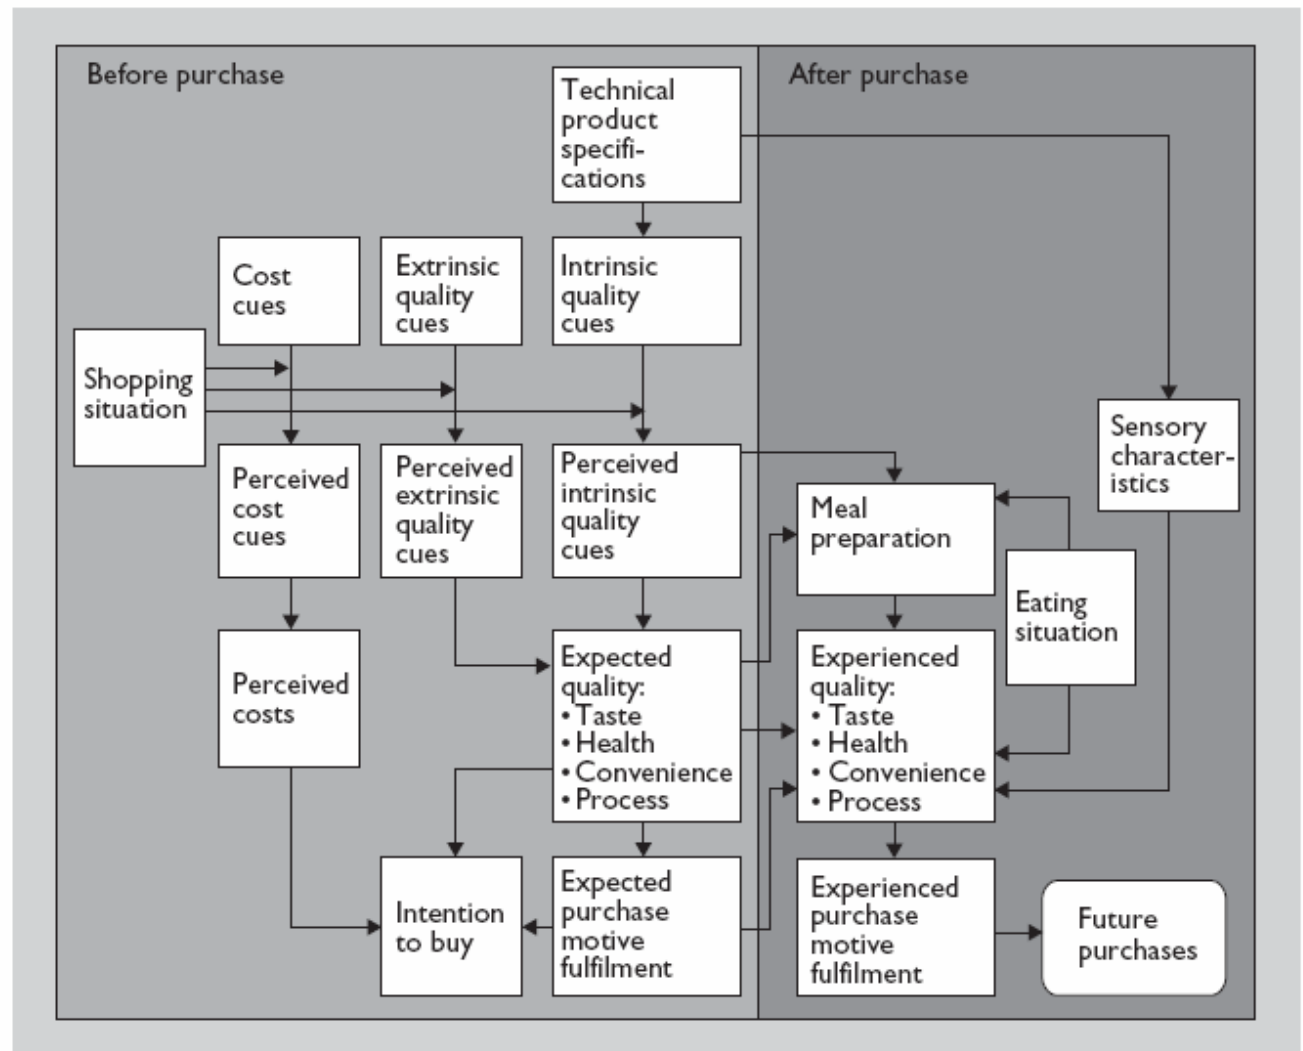 Before purchase
After purchase
Technical
product
specifi-
cations
Cost
cues
Extrinsic
quality
cues
Intrinsic
quality
cues
Shopping
situation
Perceived
cost
cues
Perceived
extrinsic
quality
cues
Perceived
intrinsic
quality
cues
Meal
preparation
Sensory
character-
istics
Eating
situation
Perceived
costs
Expected
quality:
• Taste
• Health
• Convenience
• Process
Experienced
quality:
• Taste
• Health
• Convenience
• Process
Intention
to buy
Expected
purchase
motive
fulfilment
Experienced
purchase
motive
fulfilment
Future
purchases